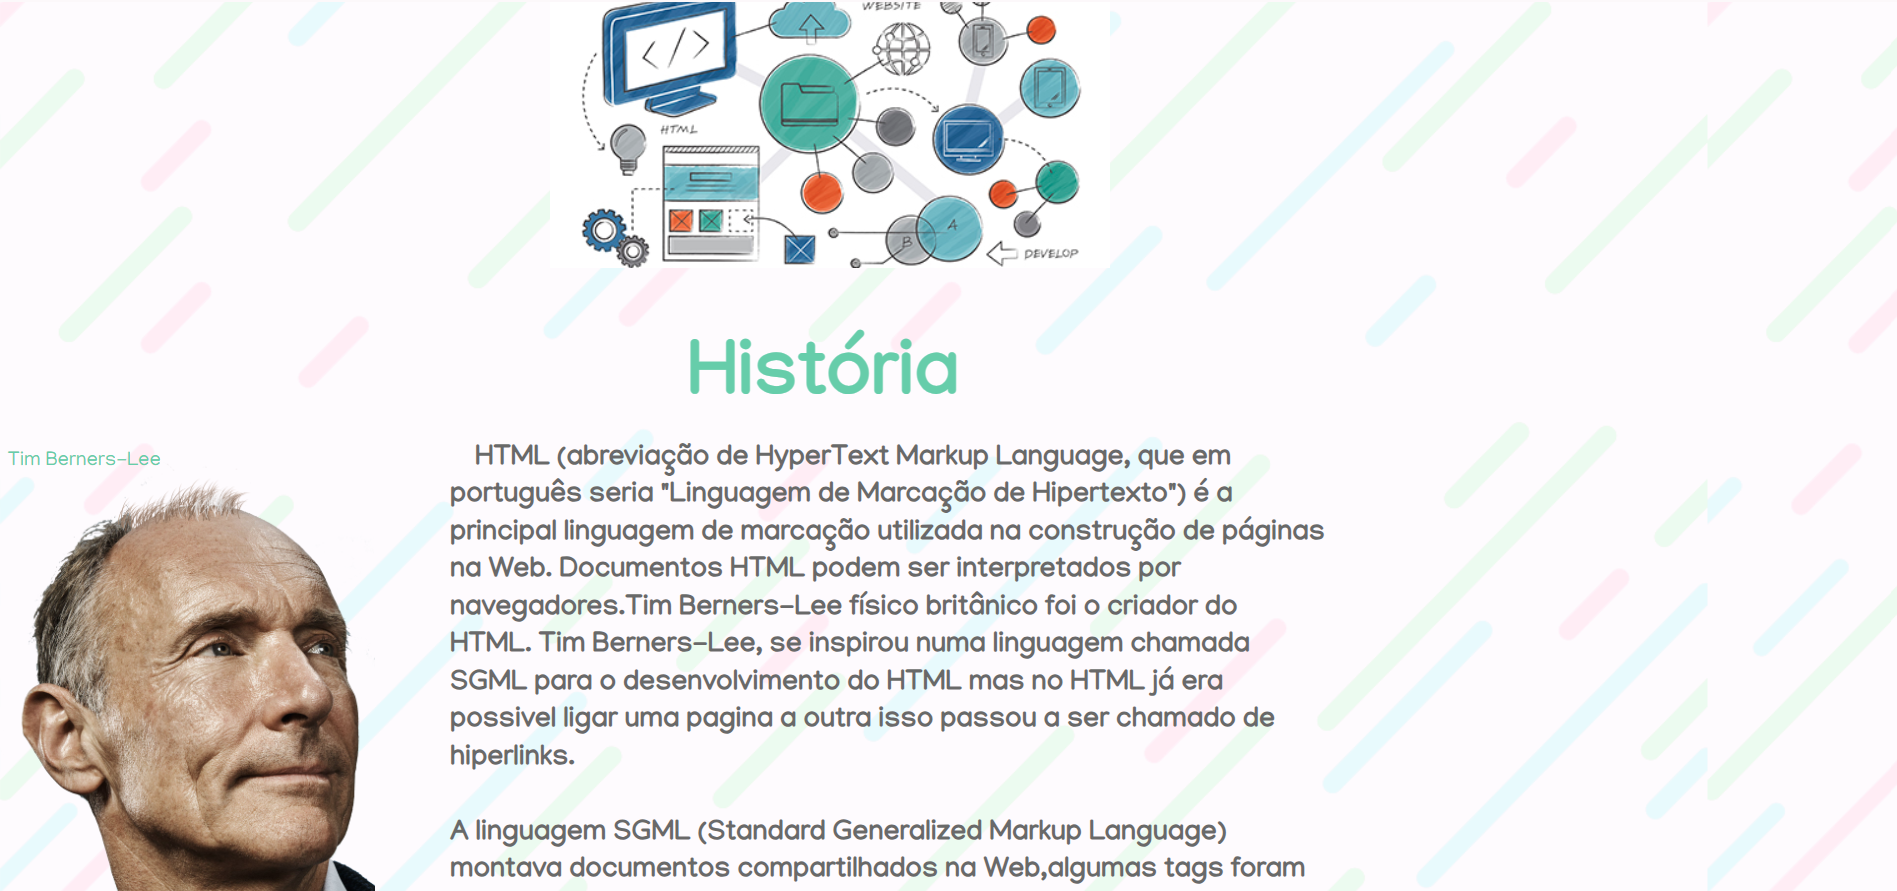 WEBSITE
</>
HTML
A
B
DEVELOP
História
Tim Berners-Lee
HTML (abreviação de HyperText Markup Language, que em
português seria "Linguagem de Marcação de Hipertexto") é a
principal linguagem de marcação utilizada na construção de páginas
na Web. Documentos HTML podem ser interpretados por
navegadores.Tim Berners-Lee físico britânico foi o criador do
HTML. Tim Berners-Lee, se inspirou numa linguagem chamada
SGML para o desenvolvimento do HTML mas no HTML já era
possivel ligar uma pagina a outra isso passou a ser chamado de
hiperlinks.
A linguagem SGML (Standard Generalized Markup Language)
montava documentos compartilhados na Web,algumas tags foram